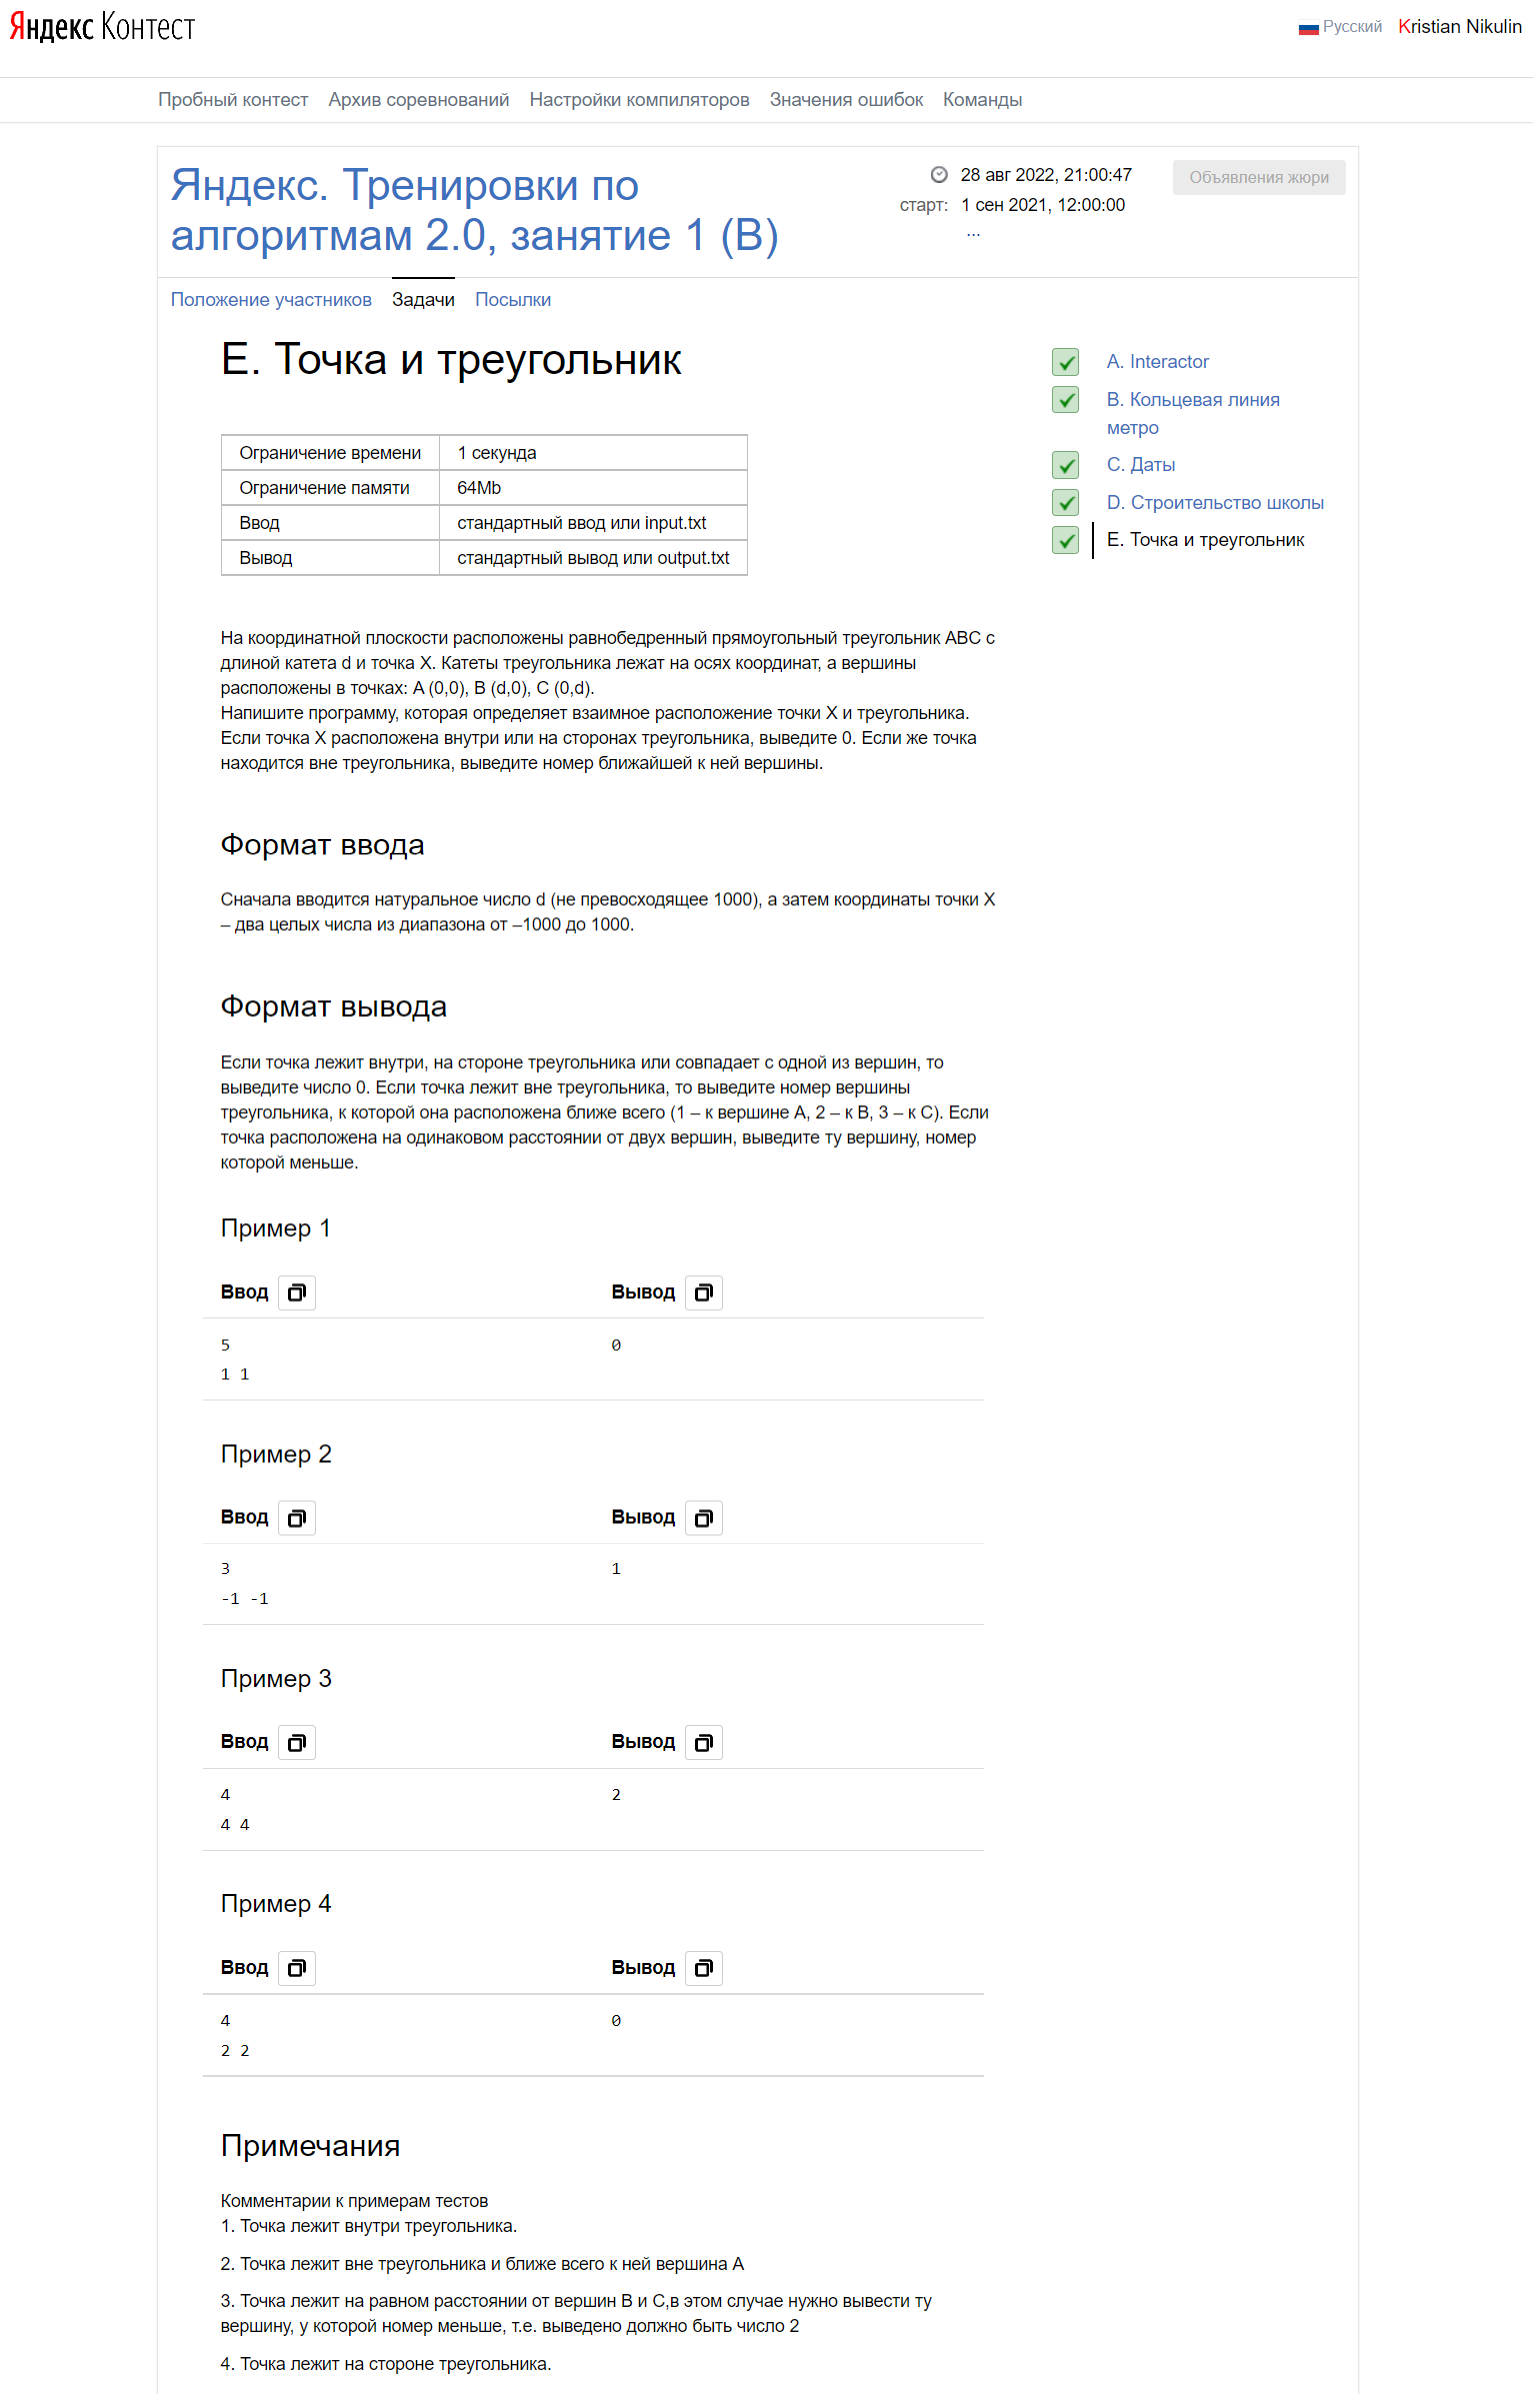 Яндекс Контест
Русский Kristian Nikulin
Пробный контест Архив соревнований Настройки компиляторов Значения ошибок Команды
Яндекс. Тренировки по
алгоритмам 2.0, занятие 1 (B)
28 авг 2022, 21:00:47
старт: 1 сен 2021, 12:00:00
...
Объявления жюри
Положение участников Задачи Посылки
E. Точка и треугольник
Ограничение времени 1 секунда
Ограничение памяти 64Mb
Ввод стандартный ввод или input.txt
Вывод стандартный вывод или output.txt
A. Interactor
B. Кольцевая линия
метро
C. Даты
D. Строительство школы
E. Точка и треугольник
На координатной плоскости расположены равнобедренный прямоугольный треугольник ABC с
длиной катета d и точка X. Катеты треугольника лежат на осях координат, а вершины
расположены в точках: A (0,0), B (d,0), C (0,d).
Напишите программу, которая определяет взаимное расположение точки X и треугольника.
Если точка X расположена внутри или на сторонах треугольника, выведите 0. Если же точка
находится вне треугольника, выведите номер ближайшей к ней вершины.
Формат ввода
Сначала вводится натуральное число d (не превосходящее 1000), а затем координаты точки X
– два целых числа из диапазона от –1000 до 1000.
Формат вывода
Если точка лежит внутри, на стороне треугольника или совпадает с одной из вершин, то
выведите число 0. Если точка лежит вне треугольника, то выведите номер вершины
треугольника, к которой она расположена ближе всего (1 – к вершине A, 2 – к B, 3 – к C). Если
точка расположена на одинаковом расстоянии от двух вершин, выведите ту вершину, номер
которой меньше.
Пример 1
Ввод Вывод
5 0
1 1
Пример 2
Ввод Вывод
3 1
-1 -1
Пример 3
Ввод Вывод
4 2
4 4
Пример 4
Ввод Вывод
4 0
2 2
Примечания
Комментарии к примерам тестов
1. Точка лежит внутри треугольника.
2. Точка лежит вне треугольника и ближе всего к ней вершина A
3. Точка лежит на равном расстоянии от вершин B и C,в этом случае нужно вывести ту
вершину, у которой номер меньше, т.е. выведено должно быть число 2
4. Точка лежит на стороне треугольника.